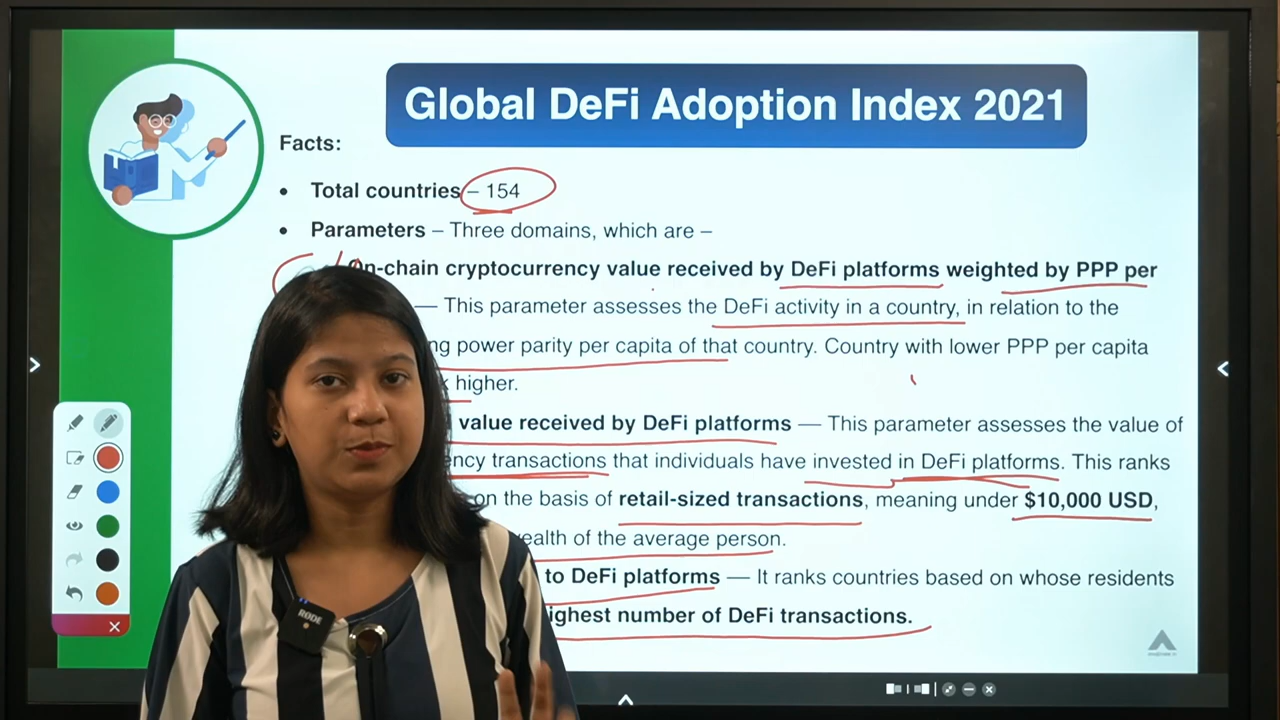 Global DeFi Adoption Index 2021
Facts:
• Total countries – 154
• Parameters – Three domains, which are –
On-chain cryptocurrency value received by DeFi platforms weighted by PPP per
— This parameter assesses the DeFi activity in a country, in relation to the
ng power parity per capita of that country. Country with lower PPP per capita
higher.
value received by DeFi platforms — This parameter assesses the value of
ency transactions that individuals have invested in DeFi platforms. This ranks
on the basis of retail-sized transactions, meaning under $10,000 USD,
ealth of the average person.
to DeFi platforms — It ranks countries based on whose residents
ighest number of DeFi transactions.
RØDE